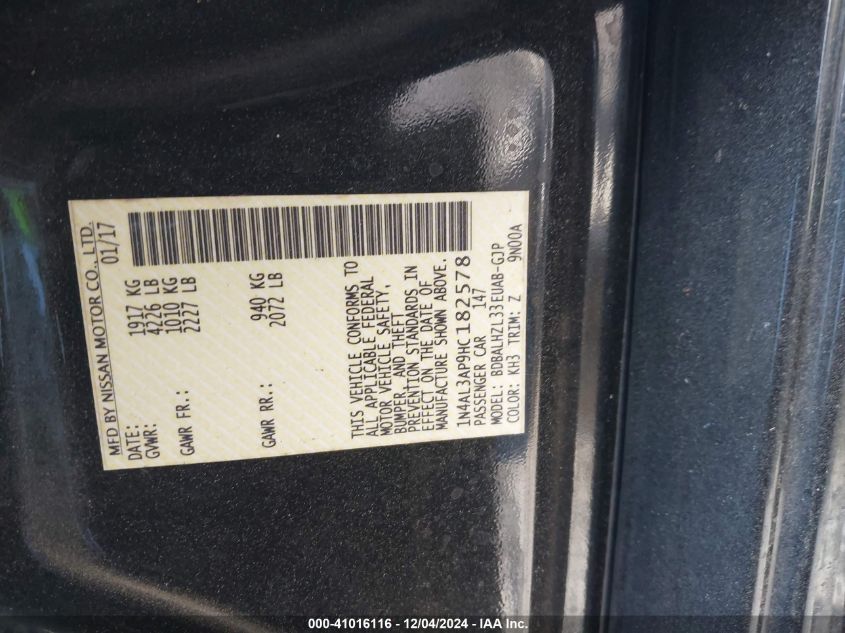 MFD BY NISSAN MOTOR CO., LTD.
DATE: 01/17
GVWR: 1917 KG
4226 LB
GAWR FR.: 1010 KG
2227 LB
GAWR RR.: 940 KG
2072 LB
THIS VEHICLE CONFORMS TO
ALL APPLICABLE FEDERAL
MOTOR VEHICLE SAFETY,
BUMPER, AND THEFT
PREVENTION STANDARDS IN
EFFECT ON THE DATE OF
MANUFACTURE SHOWN ABOVE.
1N4AL3AP9HC182578
PASSENGER CAR 147
MODEL: BDBALHZL33EUAB-GJP
COLOR: KH3 TRIM: Z 9N00A
000-41016116 - 12/04/2024 - IAA Inc.